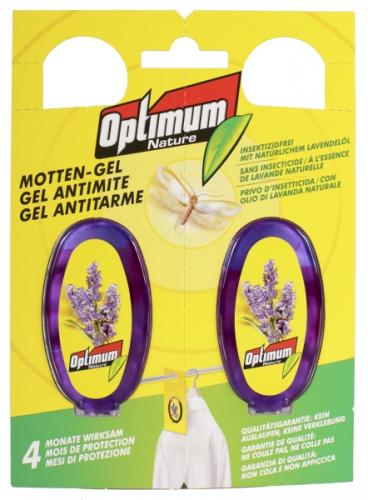 Optimum
Nature
MOTTEN-GEL
GEL ANTIMITE
GEL ANTITARME
INSEKTIZIDFREI
MIT NATÜRLICHEM LAVENDELÖL
SANS INSECTICIDE / À L'ESSENCE
DE LAVANDE NATURELLE
PRIVO D'INSETTICIDA / CON
OLIO DI LAVANDA NATURALE
Optimum
Nature
Optimum
Nature
4 MONATE WIRKSAM
MOIS DE PROTECTION
MESI DI PROTEZIONE
QUALITÄTSGARANTIE: KEIN
AUSLAUFEN, KEINE VERKLEBUNG
GARANTIE DE QUALITÉ:
NE COULE PAS, NE COLLE PAS
GARANZIA DI QUALITÀ:
NON COLA E NON APPICCICA